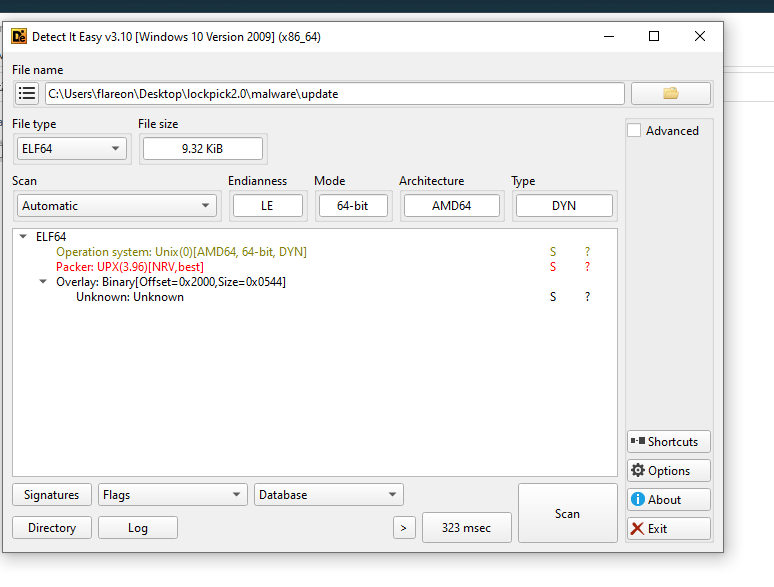 Detect It Easy v3.10 [Windows 10 Version 2009] (x86_64)
File name
C:\Users\flareon\Desktop\lockpick2.0\malware\update
File type
File size
Advanced
ELF64
9.32 KiB
Scan
Endianness
Mode
Architecture
Type
Automatic
LE
64-bit
AMD64
DYN
ELF64
Operation system: Unix(0)[AMD64, 64-bit, DYN]
S
?
Packer: UPX(3.96)[NRV,best]
S
?
Overlay: Binary[Offset=0x2000,Size=0x0544]
Unknown: Unknown
S
?
Shortcuts
Options
About
Exit
Signatures
Flags
Database
Scan
Directory
Log
>
323 msec